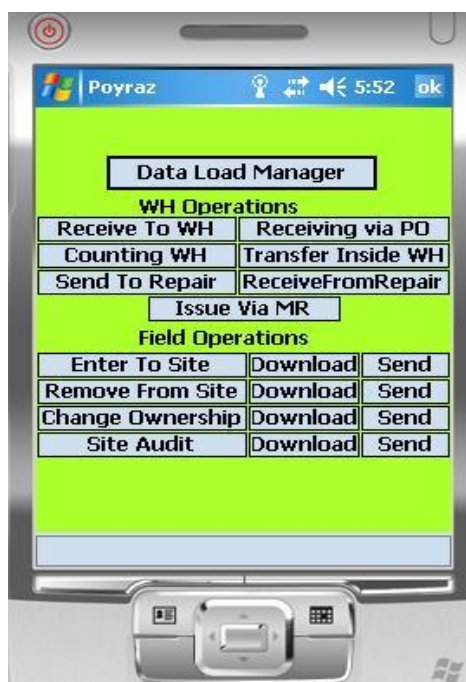 Poyraz 5:52 ok
Data Load Manager
WH Operations
Receive To WH Receiving via PO
Counting WH Transfer Inside WH
Send To Repair ReceiveFromRepair
Issue Via MR
Field Operations
Enter To Site Download Send
Remove From Site Download Send
Change Ownership Download Send
Site Audit Download Send